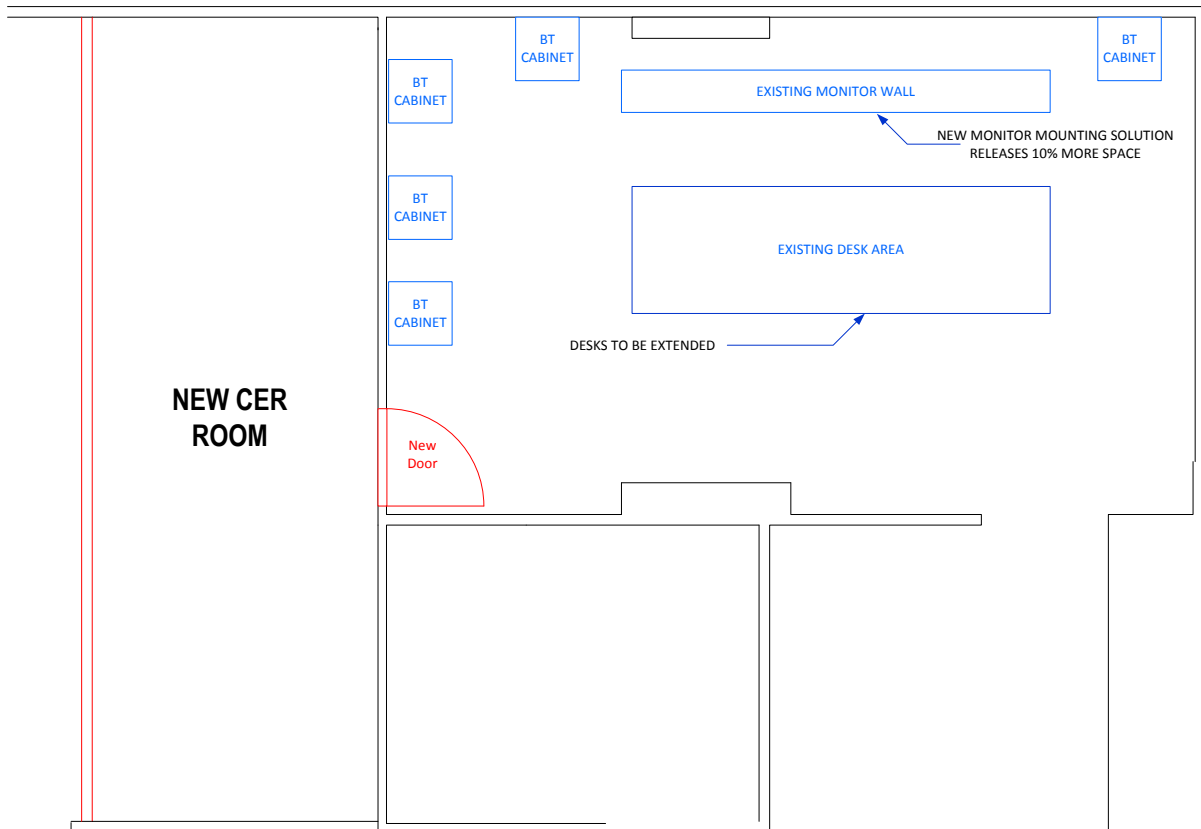 BT
CABINET
BT
CABINET
BT
CABINET
EXISTING MONITOR WALL
NEW MONITOR MOUNTING SOLUTION
RELEASES 10% MORE SPACE
BT
CABINET
EXISTING DESK AREA
BT
CABINET
DESKS TO BE EXTENDED
NEW CER
ROOM
New
Door